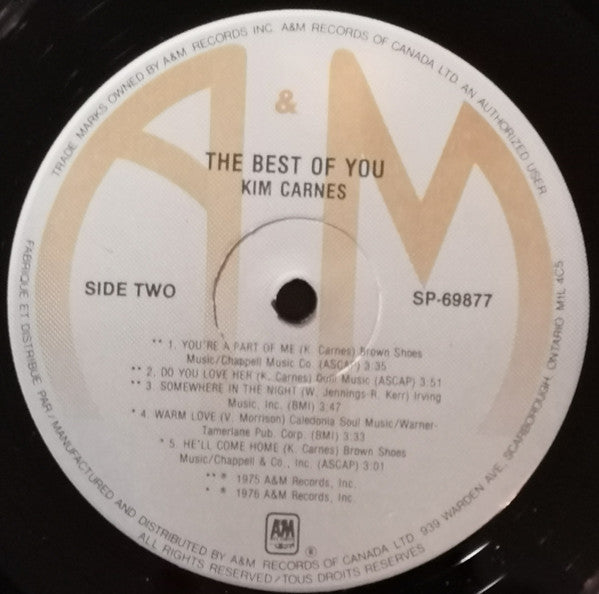 TRADE MARKS OWNED BY A&M RECORDS INC. A&M RECORDS OF CANADA LTD. AN AUTHORIZED USER
A & M
THE BEST OF YOU
KIM CARNES
SIDE TWO
SP-69877
** 1. YOU'RE A PART OF ME (K. Carnes) Brown Shoes
Music/Chappell Music Co. (ASCAP) 3:35
** 2. DO YOU LOVE HER (K. Carnes) Music (ASCAP) 3:51
** 3. SOMEWHERE IN THE NIGHT (W. Jennings-R. Kerr) Irving
Music, Inc. (BMI) 3:47
* 4. WARM LOVE (V. Morrison) Caledonia Soul Music/Warner-
Tamerlane Pub. Corp. (BMI) 3:33
* 5. HE'LL COME HOME (K. Carnes) Brown Shoes
Music/Chappell & Co., Inc. (ASCAP) 3:01
** ℗ 1975 A&M Records, Inc.
* ℗ 1976 A&M Records, Inc.
A&M
RECORDS
®
FABRIQUE ET DISTRIBUE PAR/MANUFACTURED AND DISTRIBUTED BY A&M RECORDS OF CANADA LTD. 939 WARDEN AVE. SCARBOROUGH, ONTARIO M1L 4C5
ALL RIGHTS RESERVED/TOUS DROITS RESERVES